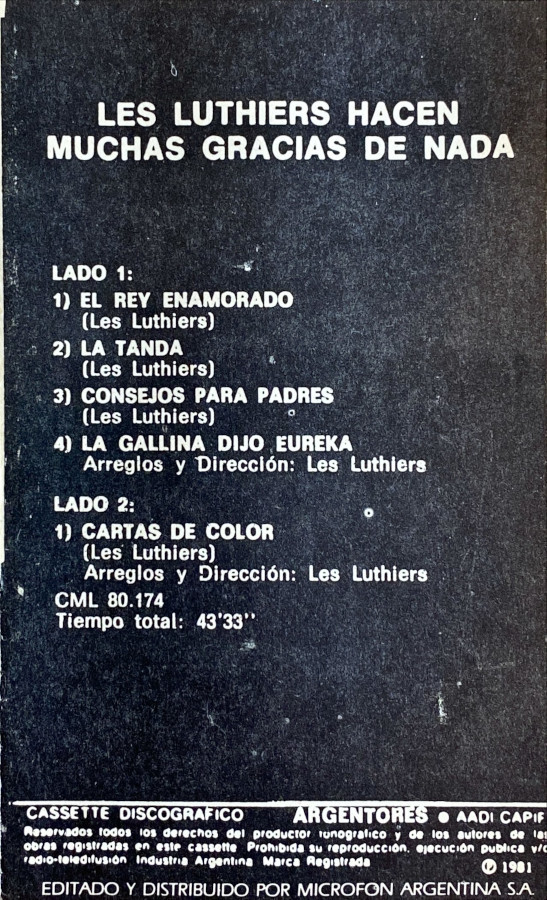 LES LUTHIERS HACEN
MUCHAS GRACIAS DE NADA
LADO 1:
1) EL REY ENAMORADO
(Les Luthiers)
2) LA TANDA
(Les Luthiers)
3) CONSEJOS PARA PADRES
(Les Luthiers)
4) LA GALLINA DIJO EUREKA
Arreglos y Dirección: Les Luthiers
LADO 2:
1) CARTAS DE COLOR
(Les Luthiers)
Arreglos y Dirección: Les Luthiers
CML 80.174
Tiempo total: 43'33''
CASSETTE DISCOGRAFICO ARGENTORES ● AADI CAPIF
Reservados todos los derechos del productor fonografico y de los autores de las
obras registradas en este cassette Prohibida su reproducción, ejecución publica y/o
radio-teledifusión Industria Argentina Marca Registrada
Ⓟ 1981
EDITADO Y DISTRIBUIDO POR MICROFON ARGENTINA S.A.